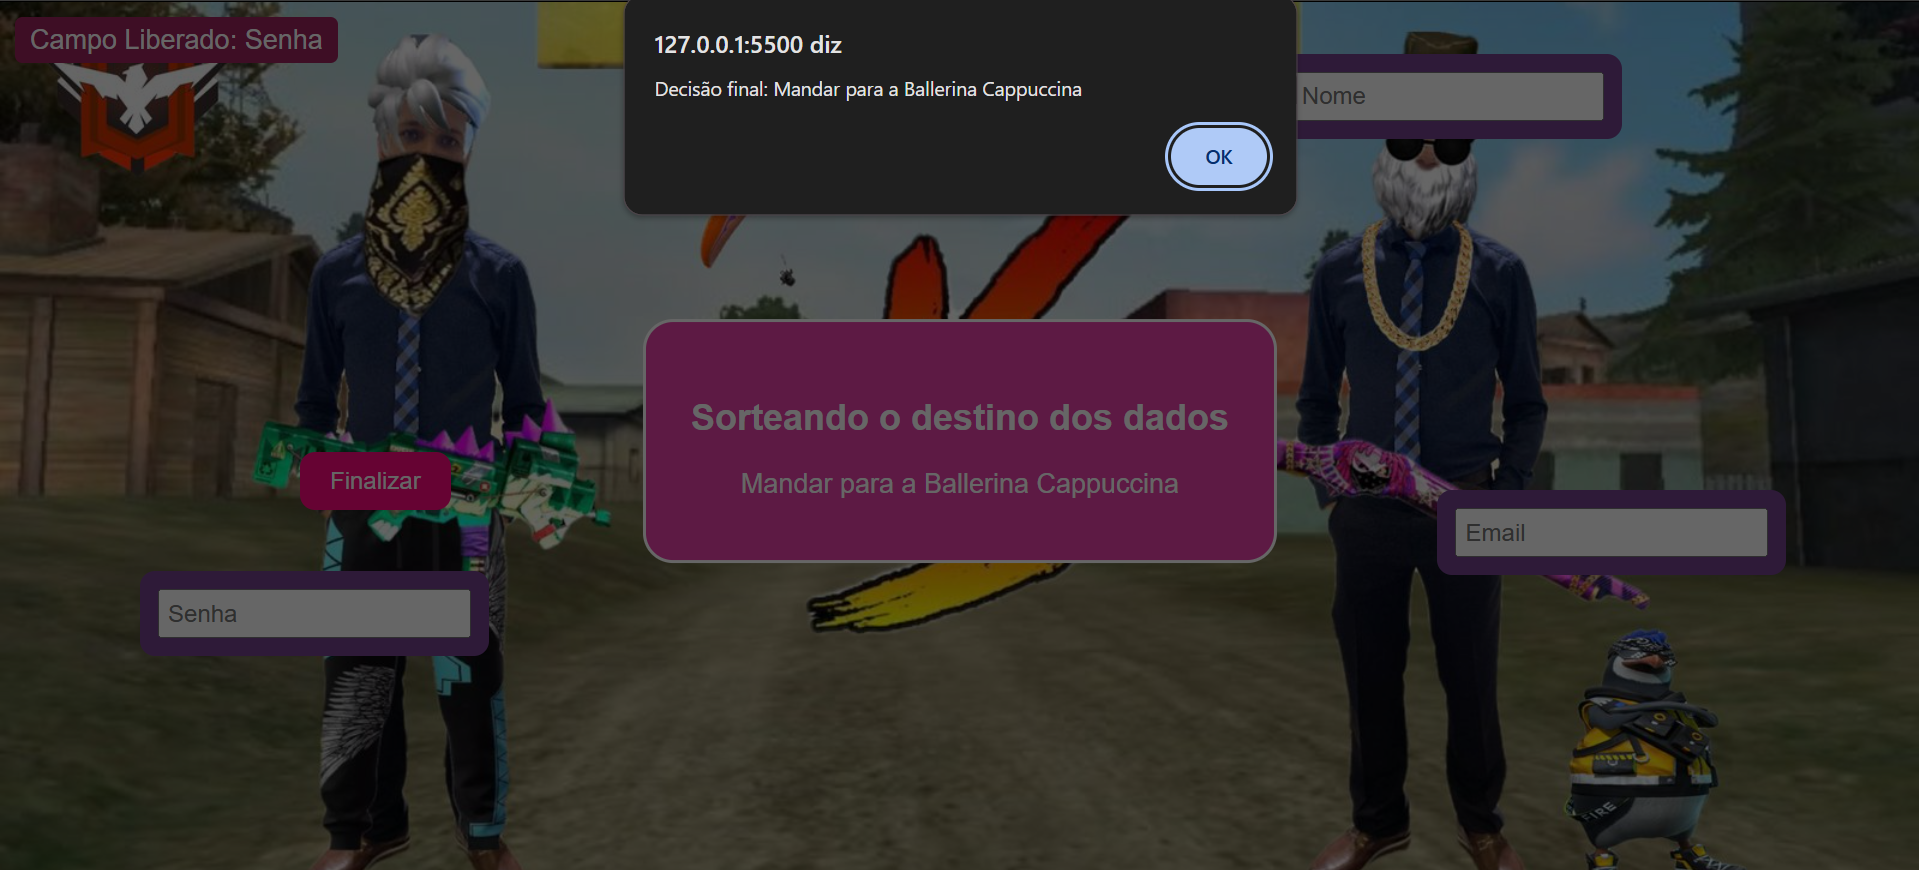 Campo Liberado: Senha
127.0.0.1:5500 diz
Decisão final: Mandar para a Ballerina Cappuccina
OK
Nome
Sorteando o destino dos dados
Mandar para a Ballerina Cappuccina
Finalizar
Email
Senha
FIRE